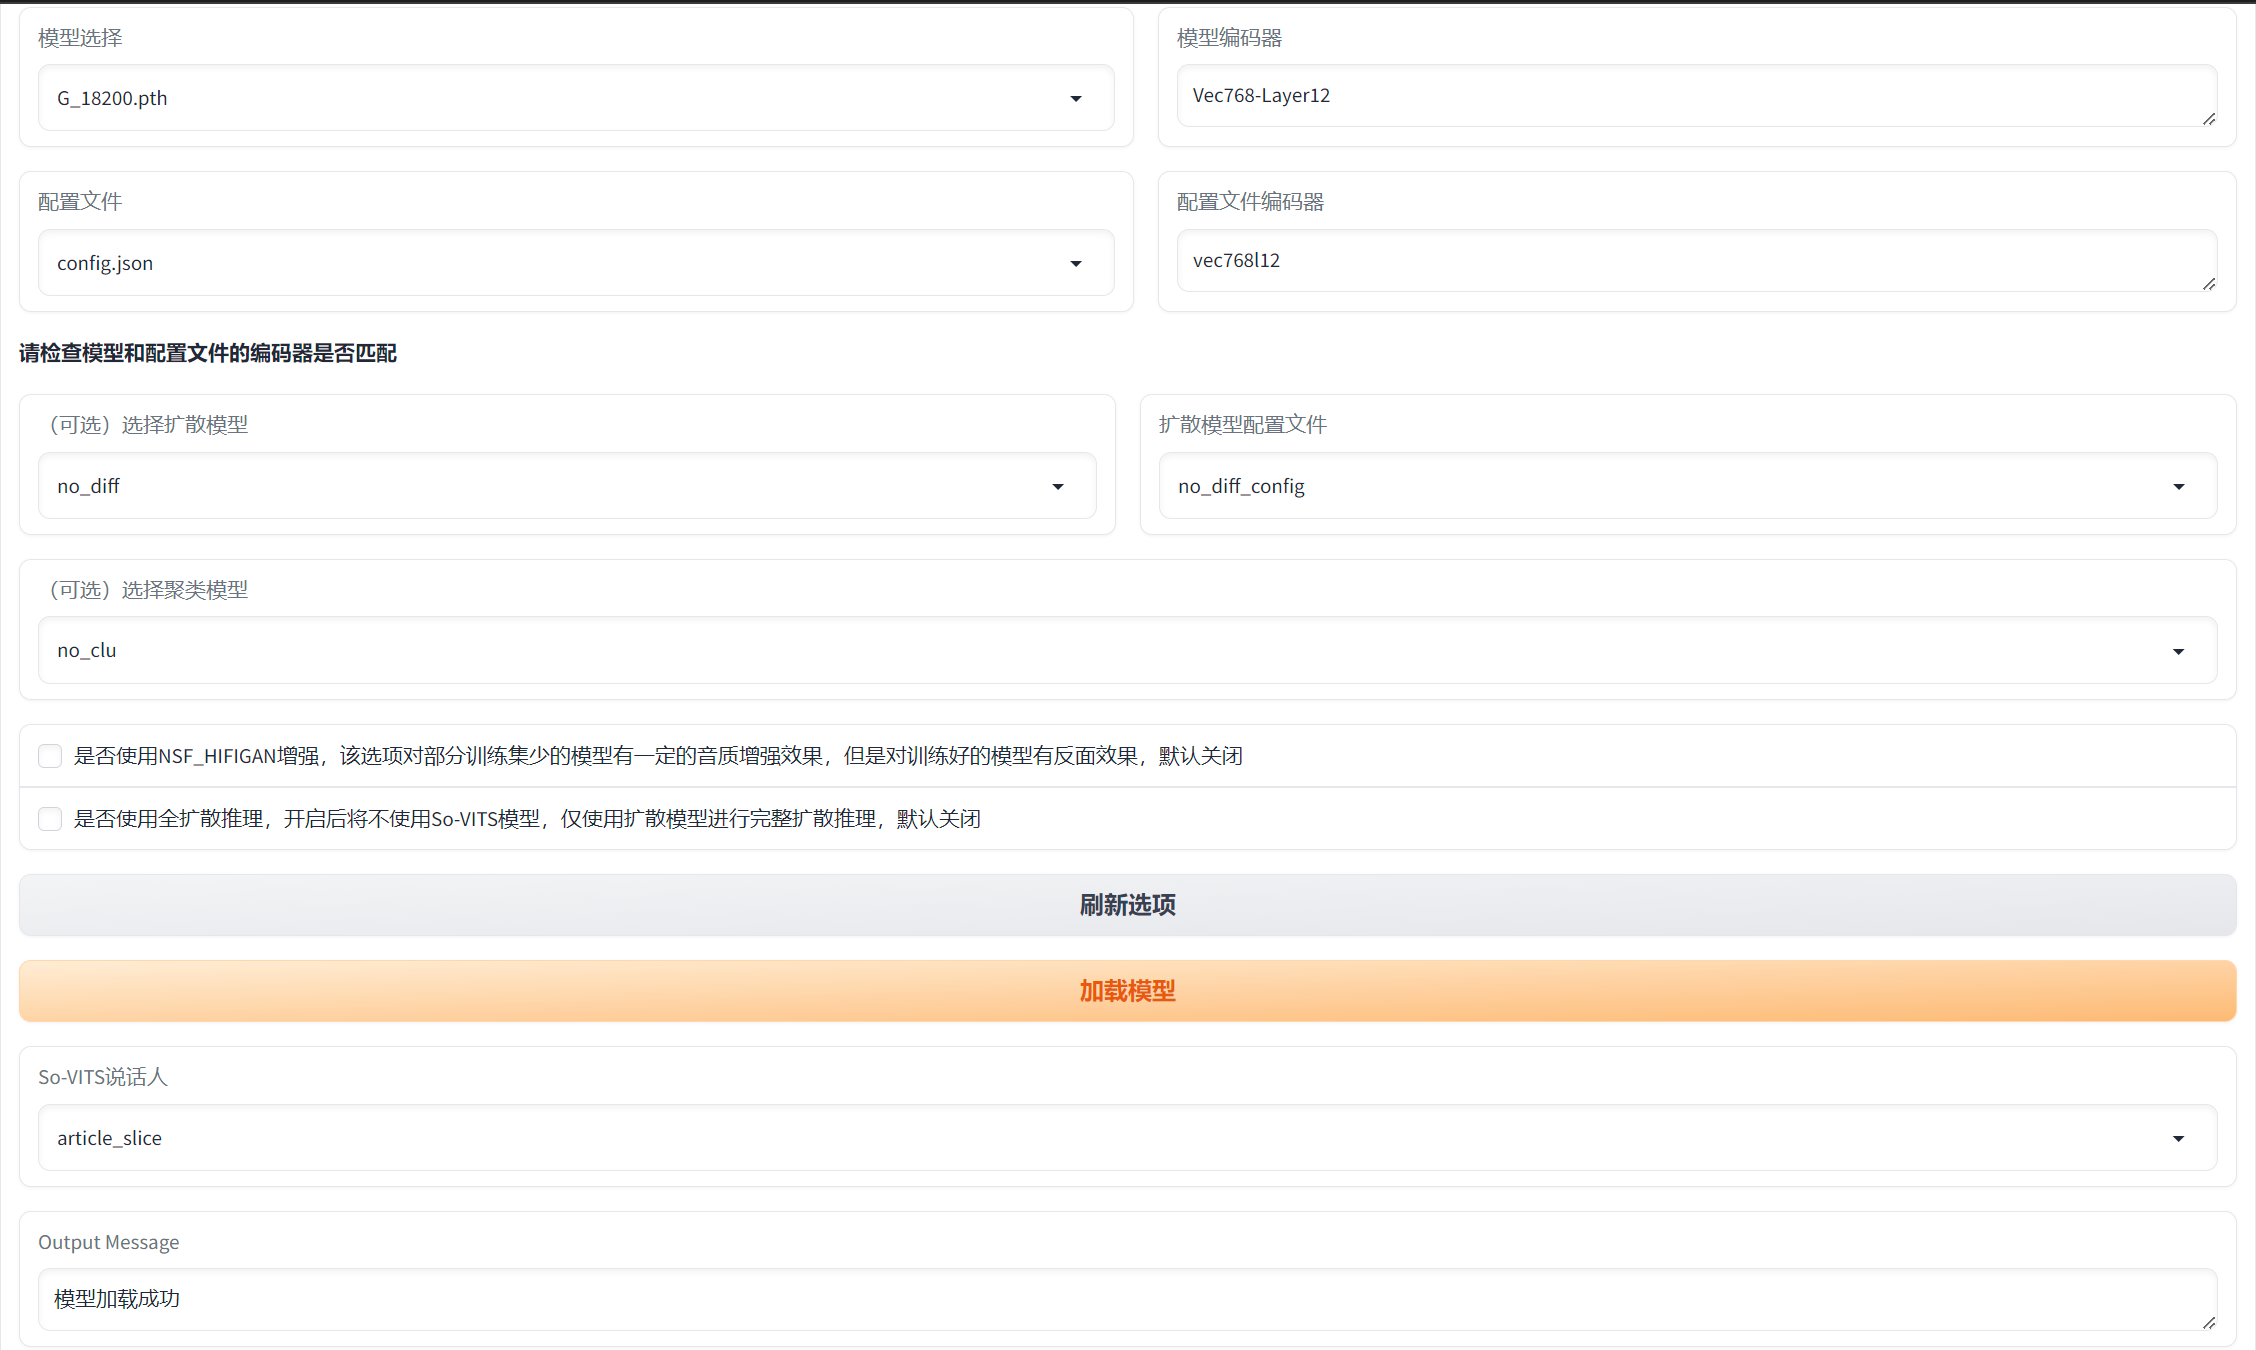 模型选择
模型编码器
G_18200.pth
Vec768-Layer12
配置文件
配置文件编码器
config.json
vec768l12
请检查模型和配置文件的编码器是否匹配
（可选）选择扩散模型
扩散模型配置文件
no_diff
no_diff_config
（可选）选择聚类模型
no_clu
是否使用NSF_HIFIGAN增强，该选项对部分训练集少的模型有一定的音质增强效果，但是对训练好的模型有反面效果，默认关闭
是否使用全扩散推理，开启后将不使用So-VITS模型，仅使用扩散模型进行完整扩散推理，默认关闭
刷新选项
加载模型
So-VITS说话人
article_slice
Output Message
模型加载成功